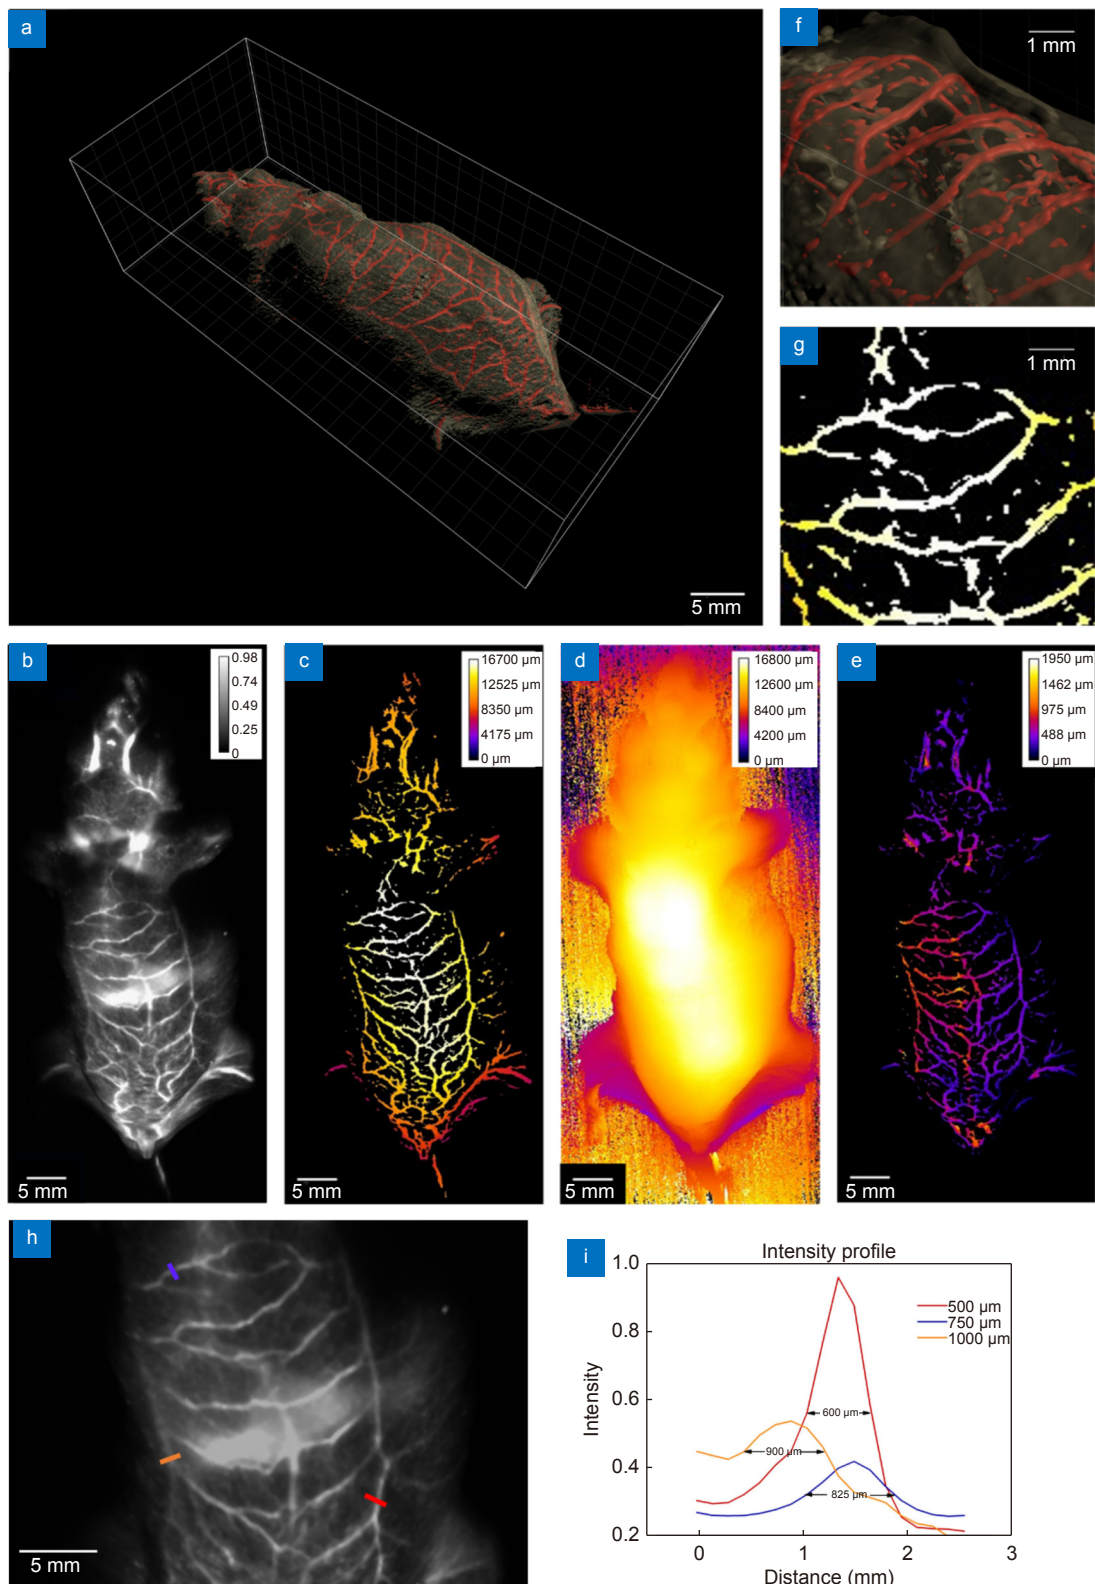 a
5 mm
f
1 mm
g
1 mm
b
0.98
0.74
0.49
0.25
0
5 mm
c
16700 µm
12525 µm
8350 µm
4175 µm
0 µm
5 mm
d
16800 µm
12600 µm
8400 µm
4200 µm
0 µm
5 mm
e
1950 µm
1462 µm
975 µm
488 µm
0 µm
5 mm
h
5 mm
i
Intensity profile
1.0
0.8
0.6
0.4
0.2
Intensity
500 µm
750 µm
1000 µm
600 µm
900 µm
825 µm
0
1
2
3
Distance (mm)